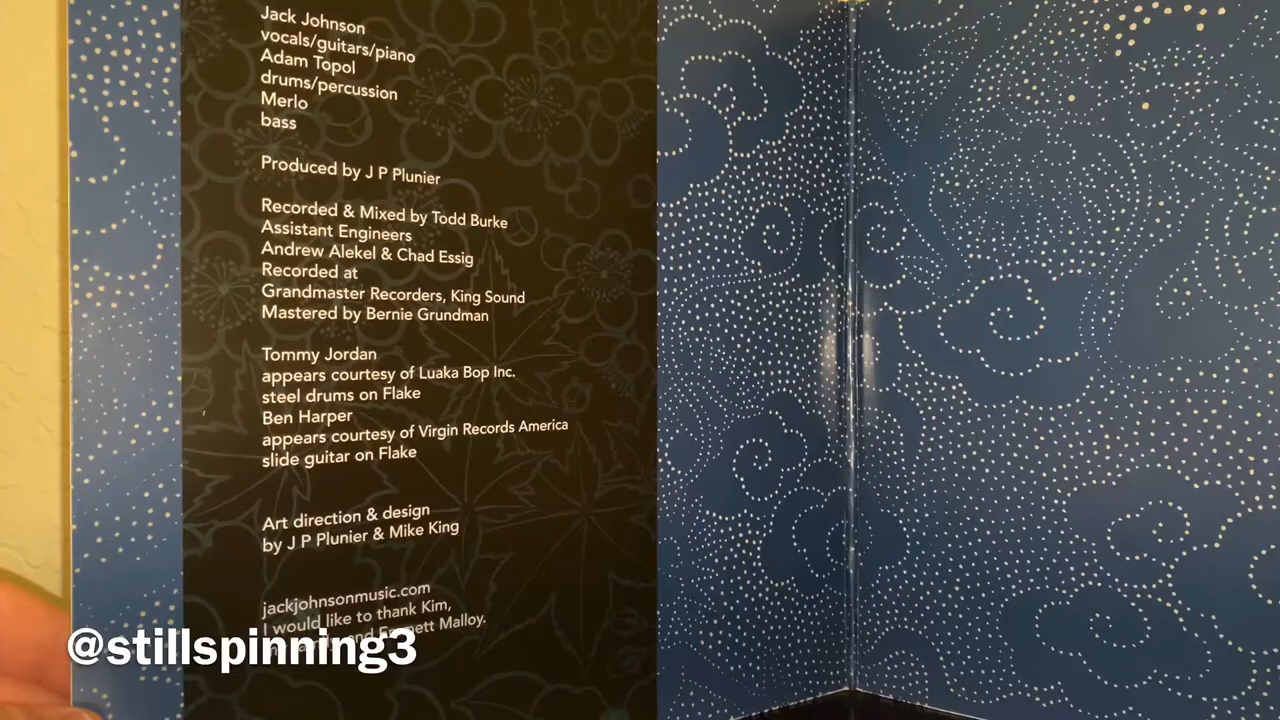 Jack Johnson
vocals/guitars/piano
Adam Topol
drums/percussion
Merlo
bass
Produced by J P Plunier
Recorded & Mixed by Todd Burke
Assistant Engineers
Andrew Alekel & Chad Essig
Recorded at
Grandmaster Recorders, King Sound
Mastered by Bernie Grundman
Tommy Jordan
appears courtesy of Luaka Bop Inc.
steel drums on Flake
Ben Harper
appears courtesy of Virgin Records America
slide guitar on Flake
Art direction & design
by J P Plunier & Mike King
jackjohnsonmusic.com
I would like to thank Kim,
and Emmett Malloy.
@stillspinning3